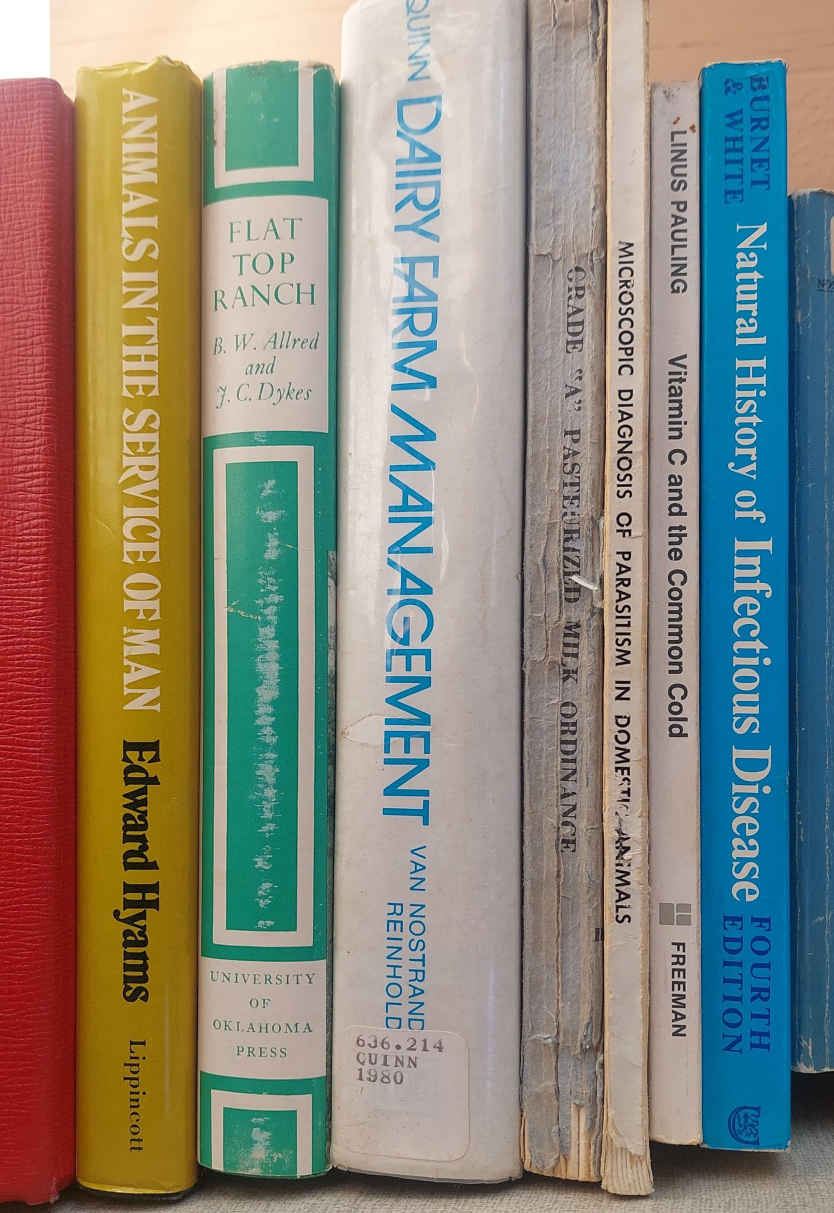 ANIMALS IN THE SERVICE OF MAN
Edward Hyams
Lippincott
FLAT
TOP
RANCH
B. W. Allred
and
J. C. Dykes
UNIVERSITY
OF
OKLAHOMA
PRESS
QUINN DAIRY FARM MANAGEMENT
VAN NOSTRAND
REINHOLD
636.214
QUINN
1980
GRADE "A" PASTEURIZED MILK ORDINANCE
MICROSCOPIC DIAGNOSIS OF PARASITISM IN DOMESTIC ANIMALS
LINUS PAULING
Vitamin C and the Common Cold
FREEMAN
BURNET
& WHITE
Natural History of Infectious Disease
FOURTH
EDITION